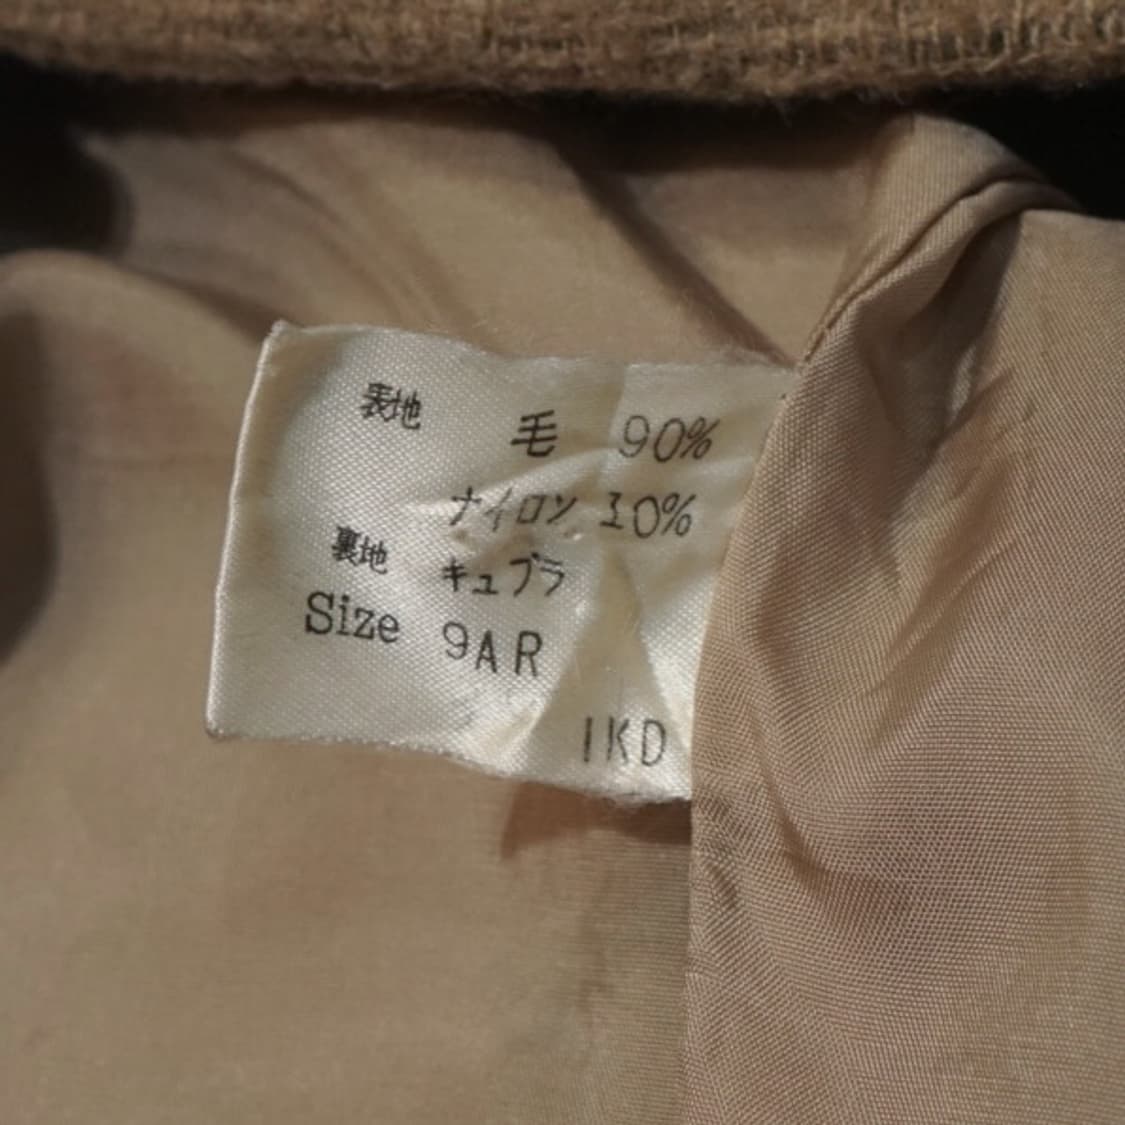 表地 毛 90%
ナイロン 10%
裏地 キュプラ
Size 9AR
IKD